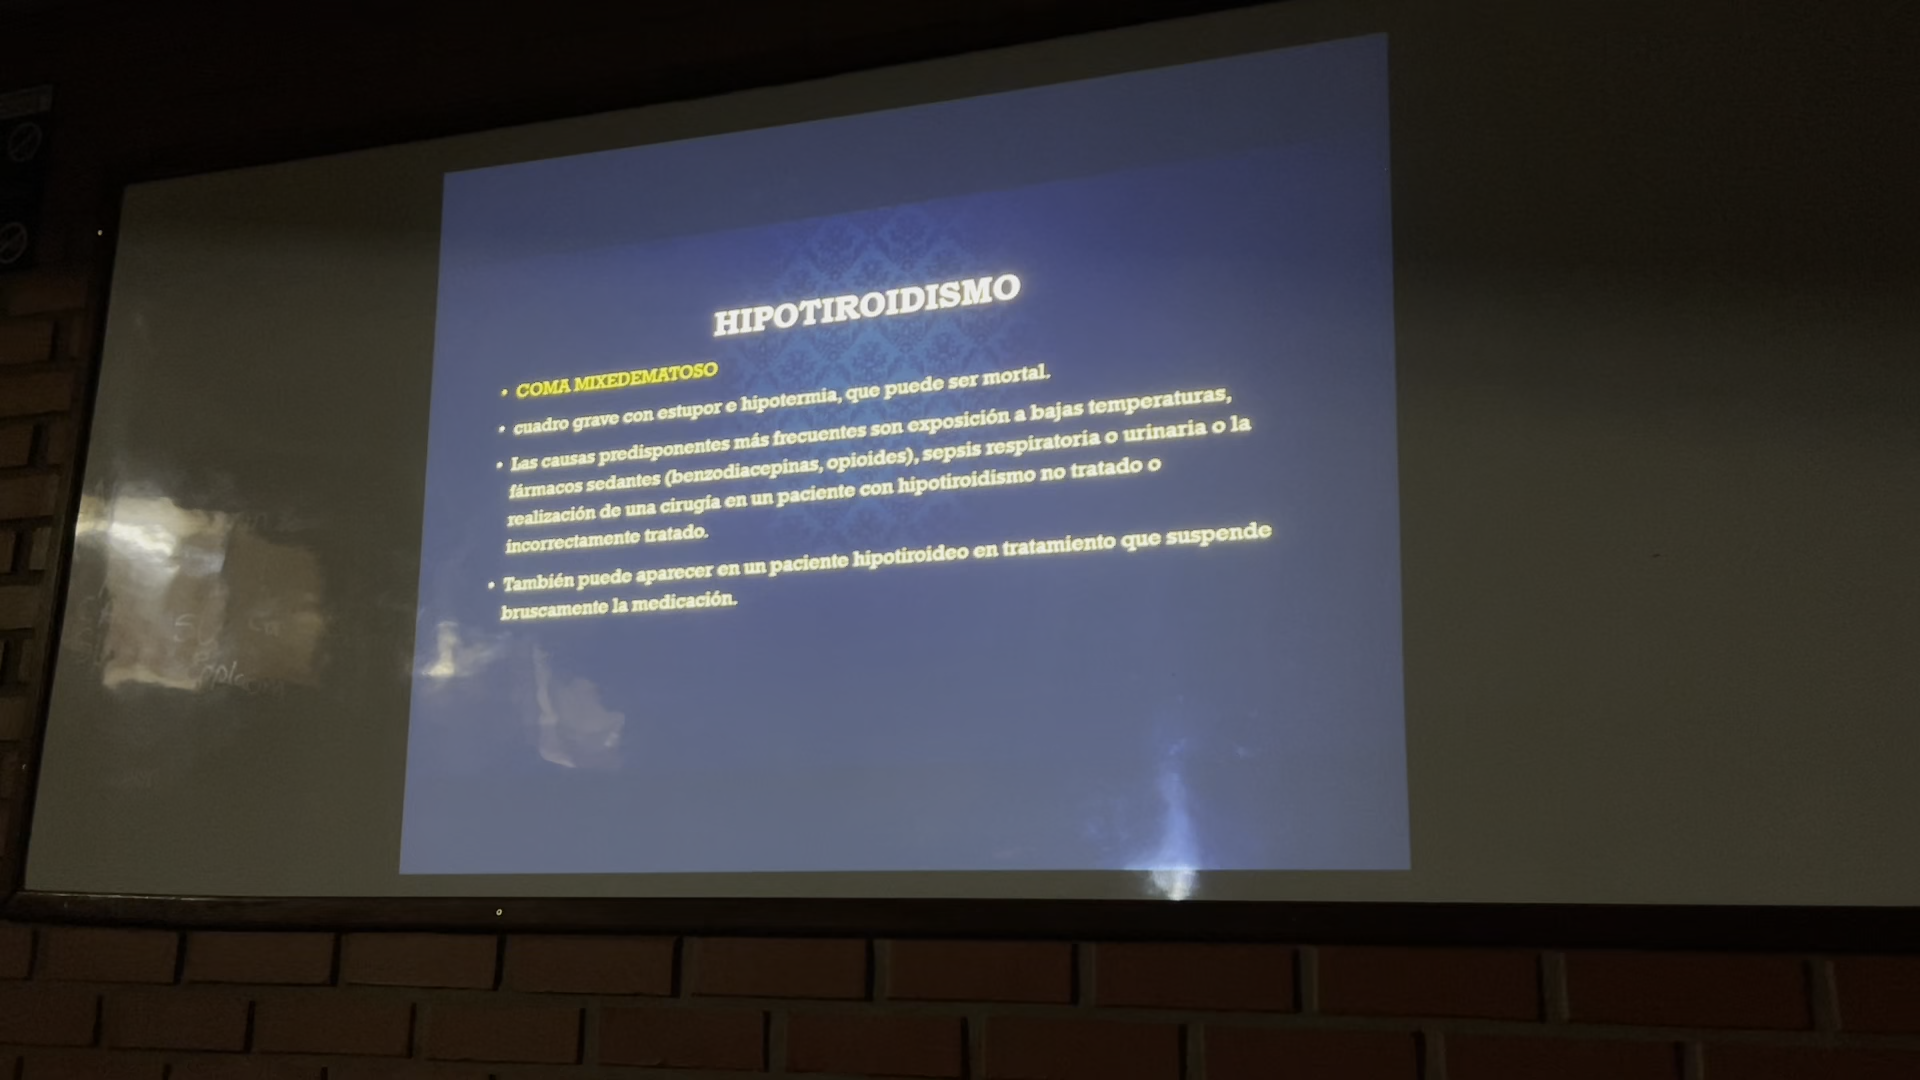 HIPOTIROIDISMO
• COMA MIXEDEMATOSO
• cuadro grave con estupor e hipotermia, que puede ser mortal.
• Las causas predisponentes más frecuentes son exposición a bajas temperaturas,
fármacos sedantes (benzodiacepinas, opioides), sepsis respiratoria o urinaria o la
realización de una cirugía en un paciente con hipotiroidismo no tratado o
incorrectamente tratado.
• También puede aparecer en un paciente hipotiroideo en tratamiento que suspende
bruscamente la medicación.